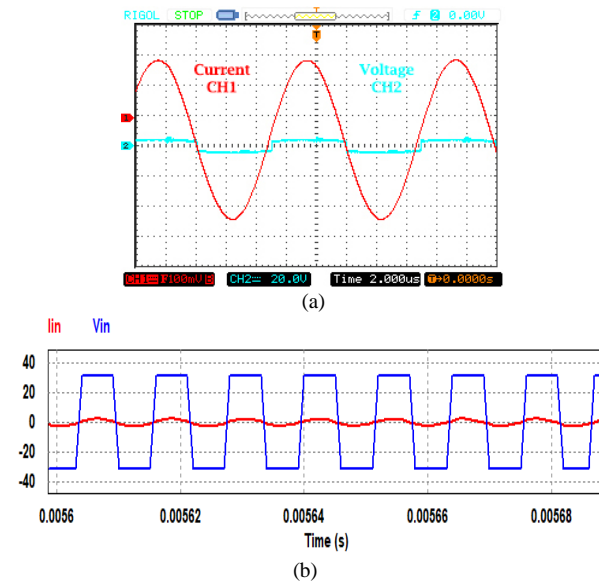 RIGOL STOP 2 0.00V
T
Current
CH1
Voltage
CH2
1
2
CH1 100mV CH2 20.0V Time 2.000us T→0.0000s
(a)
Iin Vin
40
20
0
-20
-40
0.0056 0.00562 0.00564 0.00566 0.00568
Time (s)
(b)